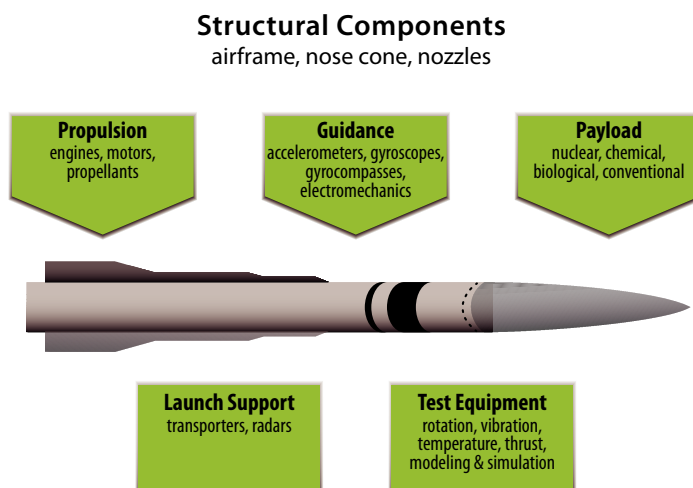 Structural Components
airframe, nose cone, nozzles
Propulsion
engines, motors,
propellants
Guidance
accelerometers, gyroscopes,
gyrocompasses,
electromechanics
Payload
nuclear, chemical,
biological, conventional
Launch Support
transporters, radars
Test Equipment
rotation, vibration,
temperature, thrust,
modeling & simulation